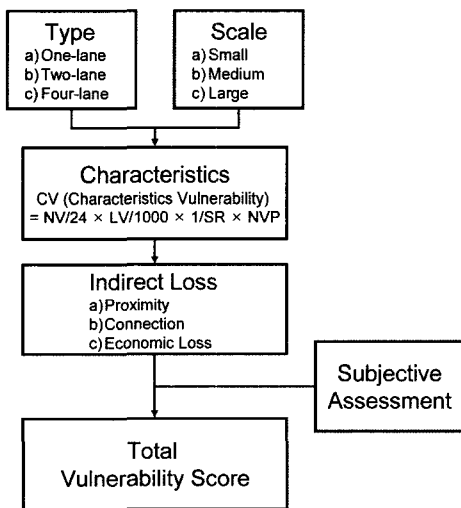 Type
a) One-lane
b) Two-lane
c) Four-lane
Scale
a) Small
b) Medium
c) Large
Characteristics
CV (Characteristics Vulnerability)
= NV/24 × LV/1000 × 1/SR × NVP
Indirect Loss
a) Proximity
b) Connection
c) Economic Loss
Subjective
Assessment
Total
Vulnerability Score